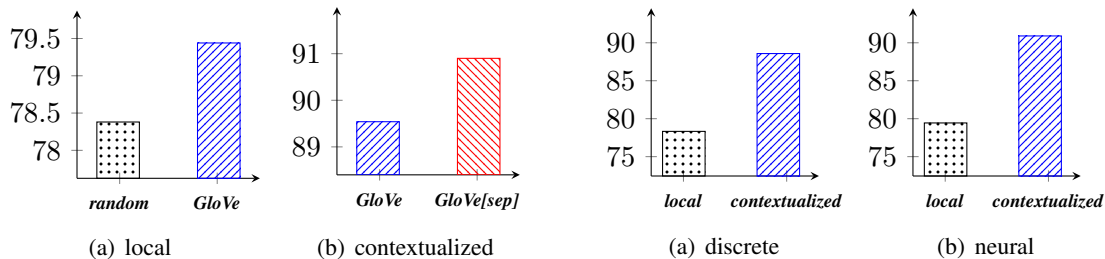 79.5
79
78.5
78
random GloVe
(a) local
91
90
89
GloVe GloVe[sep]
(b) contextualized
90
85
80
75
local contextualized
(a) discrete
90
85
80
75
local contextualized
(b) neural